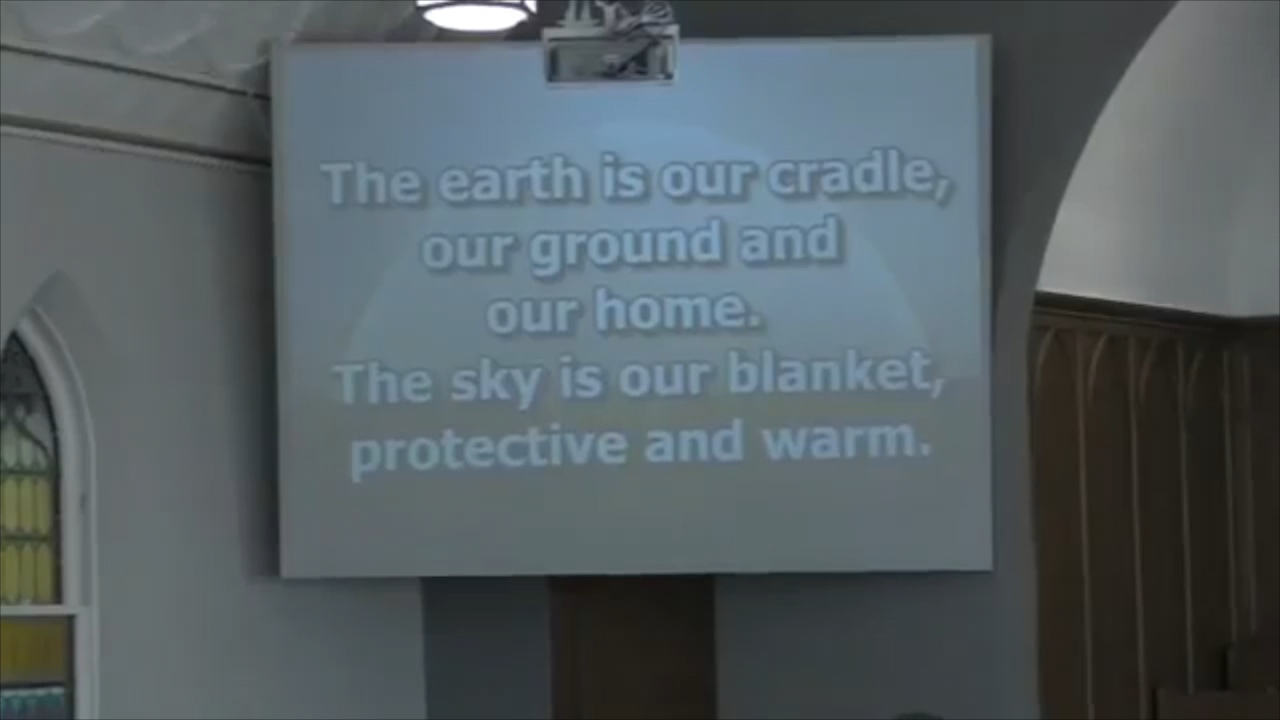 The earth is our cradle,
our ground and
our home.
The sky is our blanket,
protective and warm.